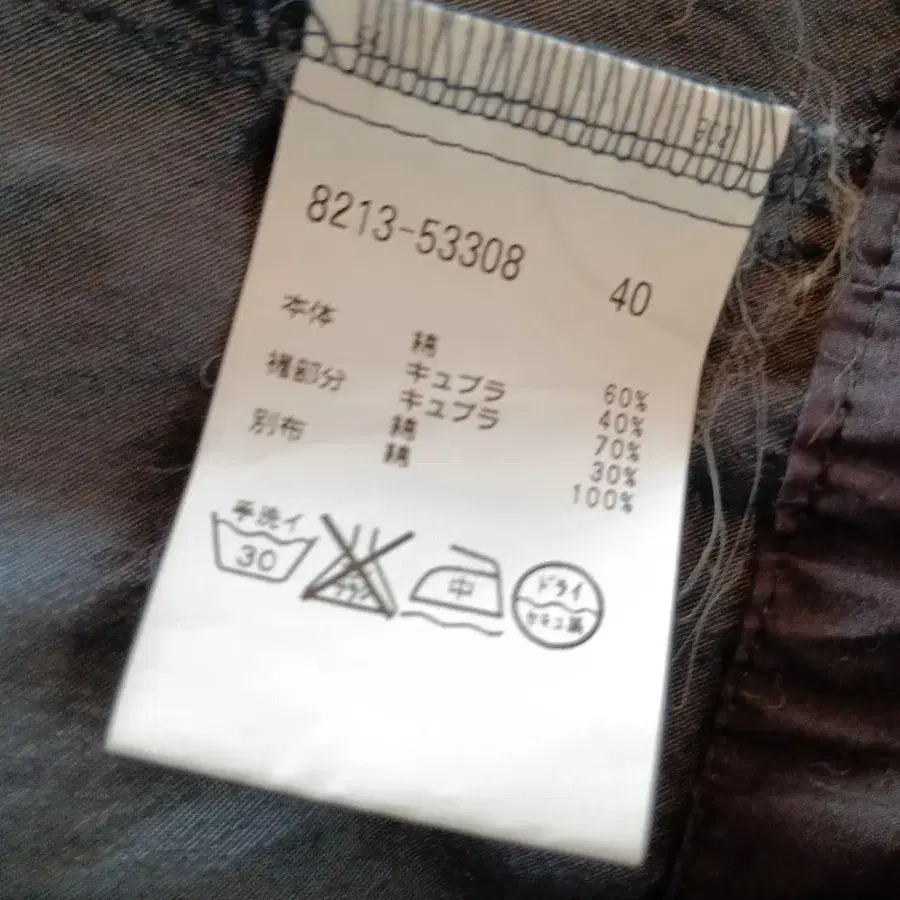 8213-53308
40
本体 綿 60%
キュプラ 40%
裡部分 キュプラ 70%
綿 30%
別布 綿 100%
手洗イ
30
中
ドライ
セキユ系